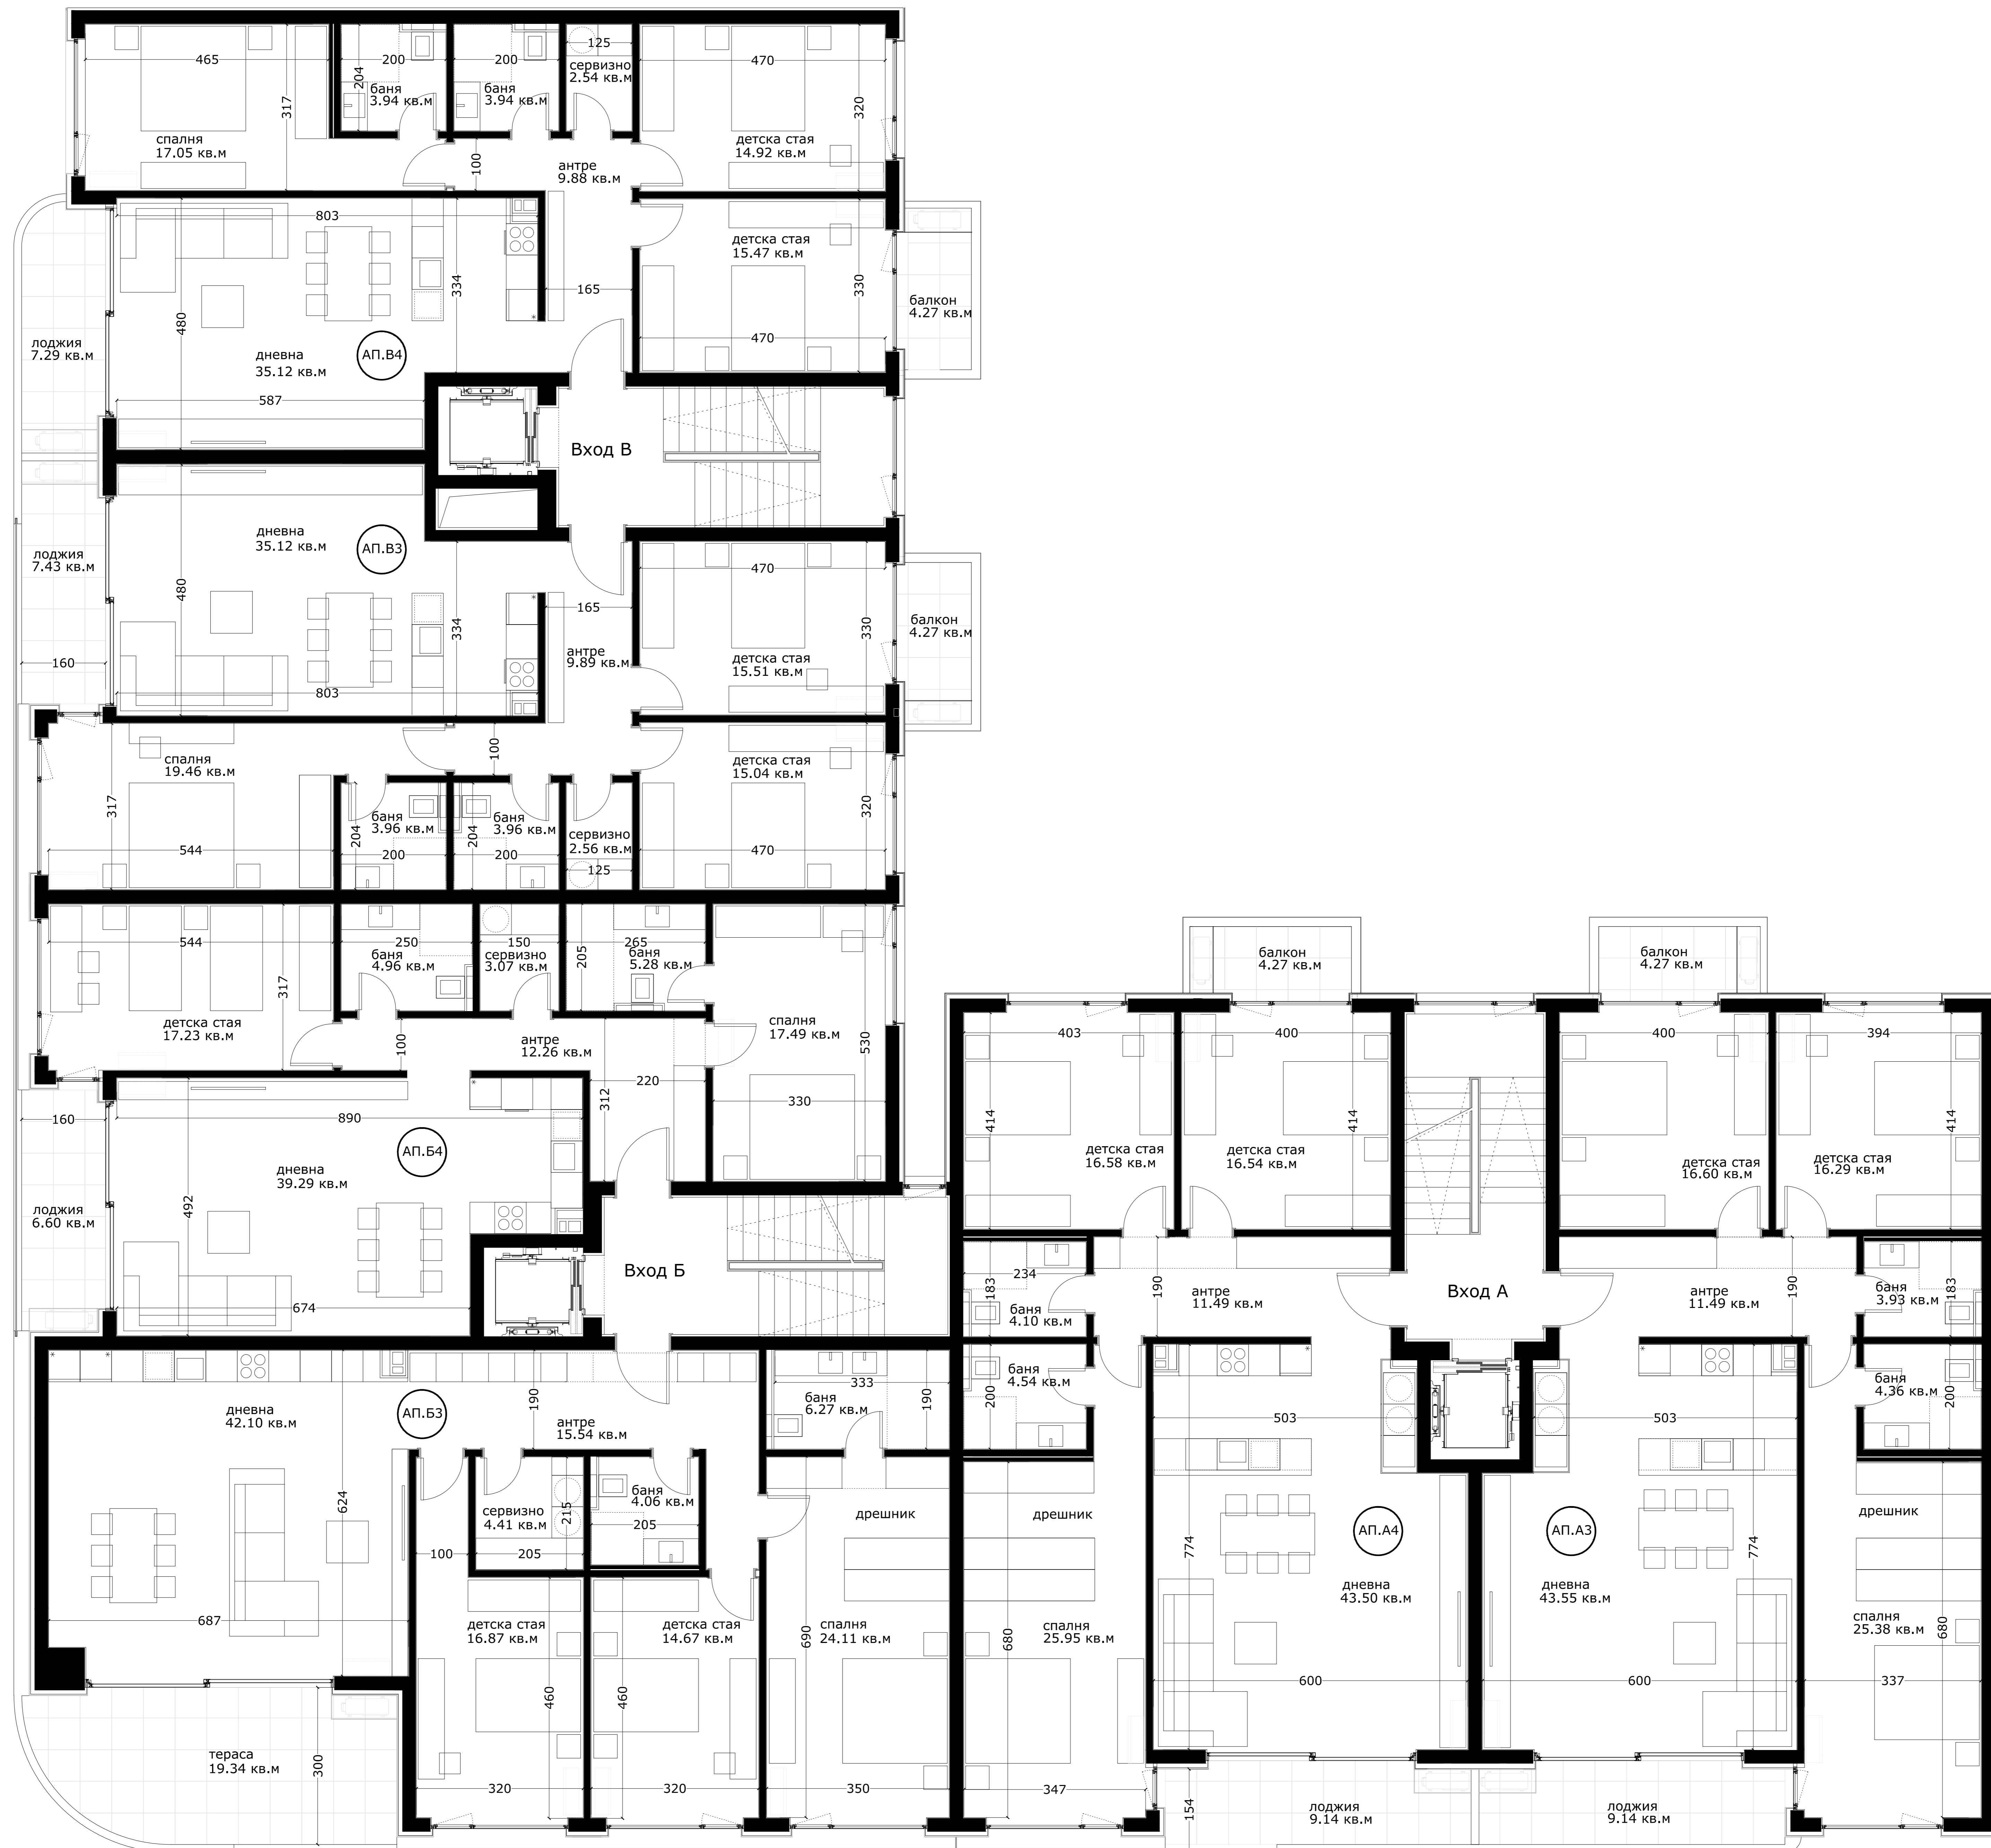 465
200
200
125
470
204
317
320
баня
3.94 кв.м
баня
3.94 кв.м
сервизно
2.54 кв.м
спалня
17.05 кв.м
детска стая
14.92 кв.м
100
антре
9.88 кв.м
803
детска стая
15.47 кв.м
480
334
165
330
470
балкон
4.27 кв.м
лоджия
7.29 кв.м
дневна
35.12 кв.м
АП.В4
587
Вход В
дневна
35.12 кв.м
АП.В3
лоджия
7.43 кв.м
480
334
165
470
330
балкон
4.27 кв.м
антре
9.89 кв.м
детска стая
15.51 кв.м
160
803
100
спалня
19.46 кв.м
детска стая
15.04 кв.м
317
204
204
320
баня
3.96 кв.м
баня
3.96 кв.м
сервизно
2.56 кв.м
544
200
200
125
470
544
250
150
265
205
317
баня
4.96 кв.м
сервизно
3.07 кв.м
баня
5.28 кв.м
детска стая
17.23 кв.м
100
антре
12.26 кв.м
спалня
17.49 кв.м
530
220
312
330
160
890
492
АП.Б4
дневна
39.29 кв.м
лоджия
6.60 кв.м
674
Вход Б
балкон
4.27 кв.м
балкон
4.27 кв.м
403
400
400
394
414
414
414
детска стая
16.58 кв.м
детска стая
16.54 кв.м
детска стая
16.60 кв.м
детска стая
16.29 кв.м
234
183
190
190
183
баня
4.10 кв.м
антре
11.49 кв.м
Вход А
антре
11.49 кв.м
баня
3.93 кв.м
баня
4.54 кв.м
200
баня
4.36 кв.м
200
503
503
дневна
42.10 кв.м
АП.Б3
190
антре
15.54 кв.м
333
баня
6.27 кв.м
190
624
сервизно
4.41 кв.м
215
баня
4.06 кв.м
100
205
205
дрешник
дрешник
дрешник
АП.А4
АП.А3
774
774
дневна
43.50 кв.м
дневна
43.55 кв.м
687
детска стая
16.87 кв.м
детска стая
14.67 кв.м
спалня
24.11 кв.м
690
спалня
25.95 кв.м
680
спалня
25.38 кв.м
680
460
460
600
600
337
тераса
19.34 кв.м
300
320
320
350
347
154
лоджия
9.14 кв.м
лоджия
9.14 кв.м